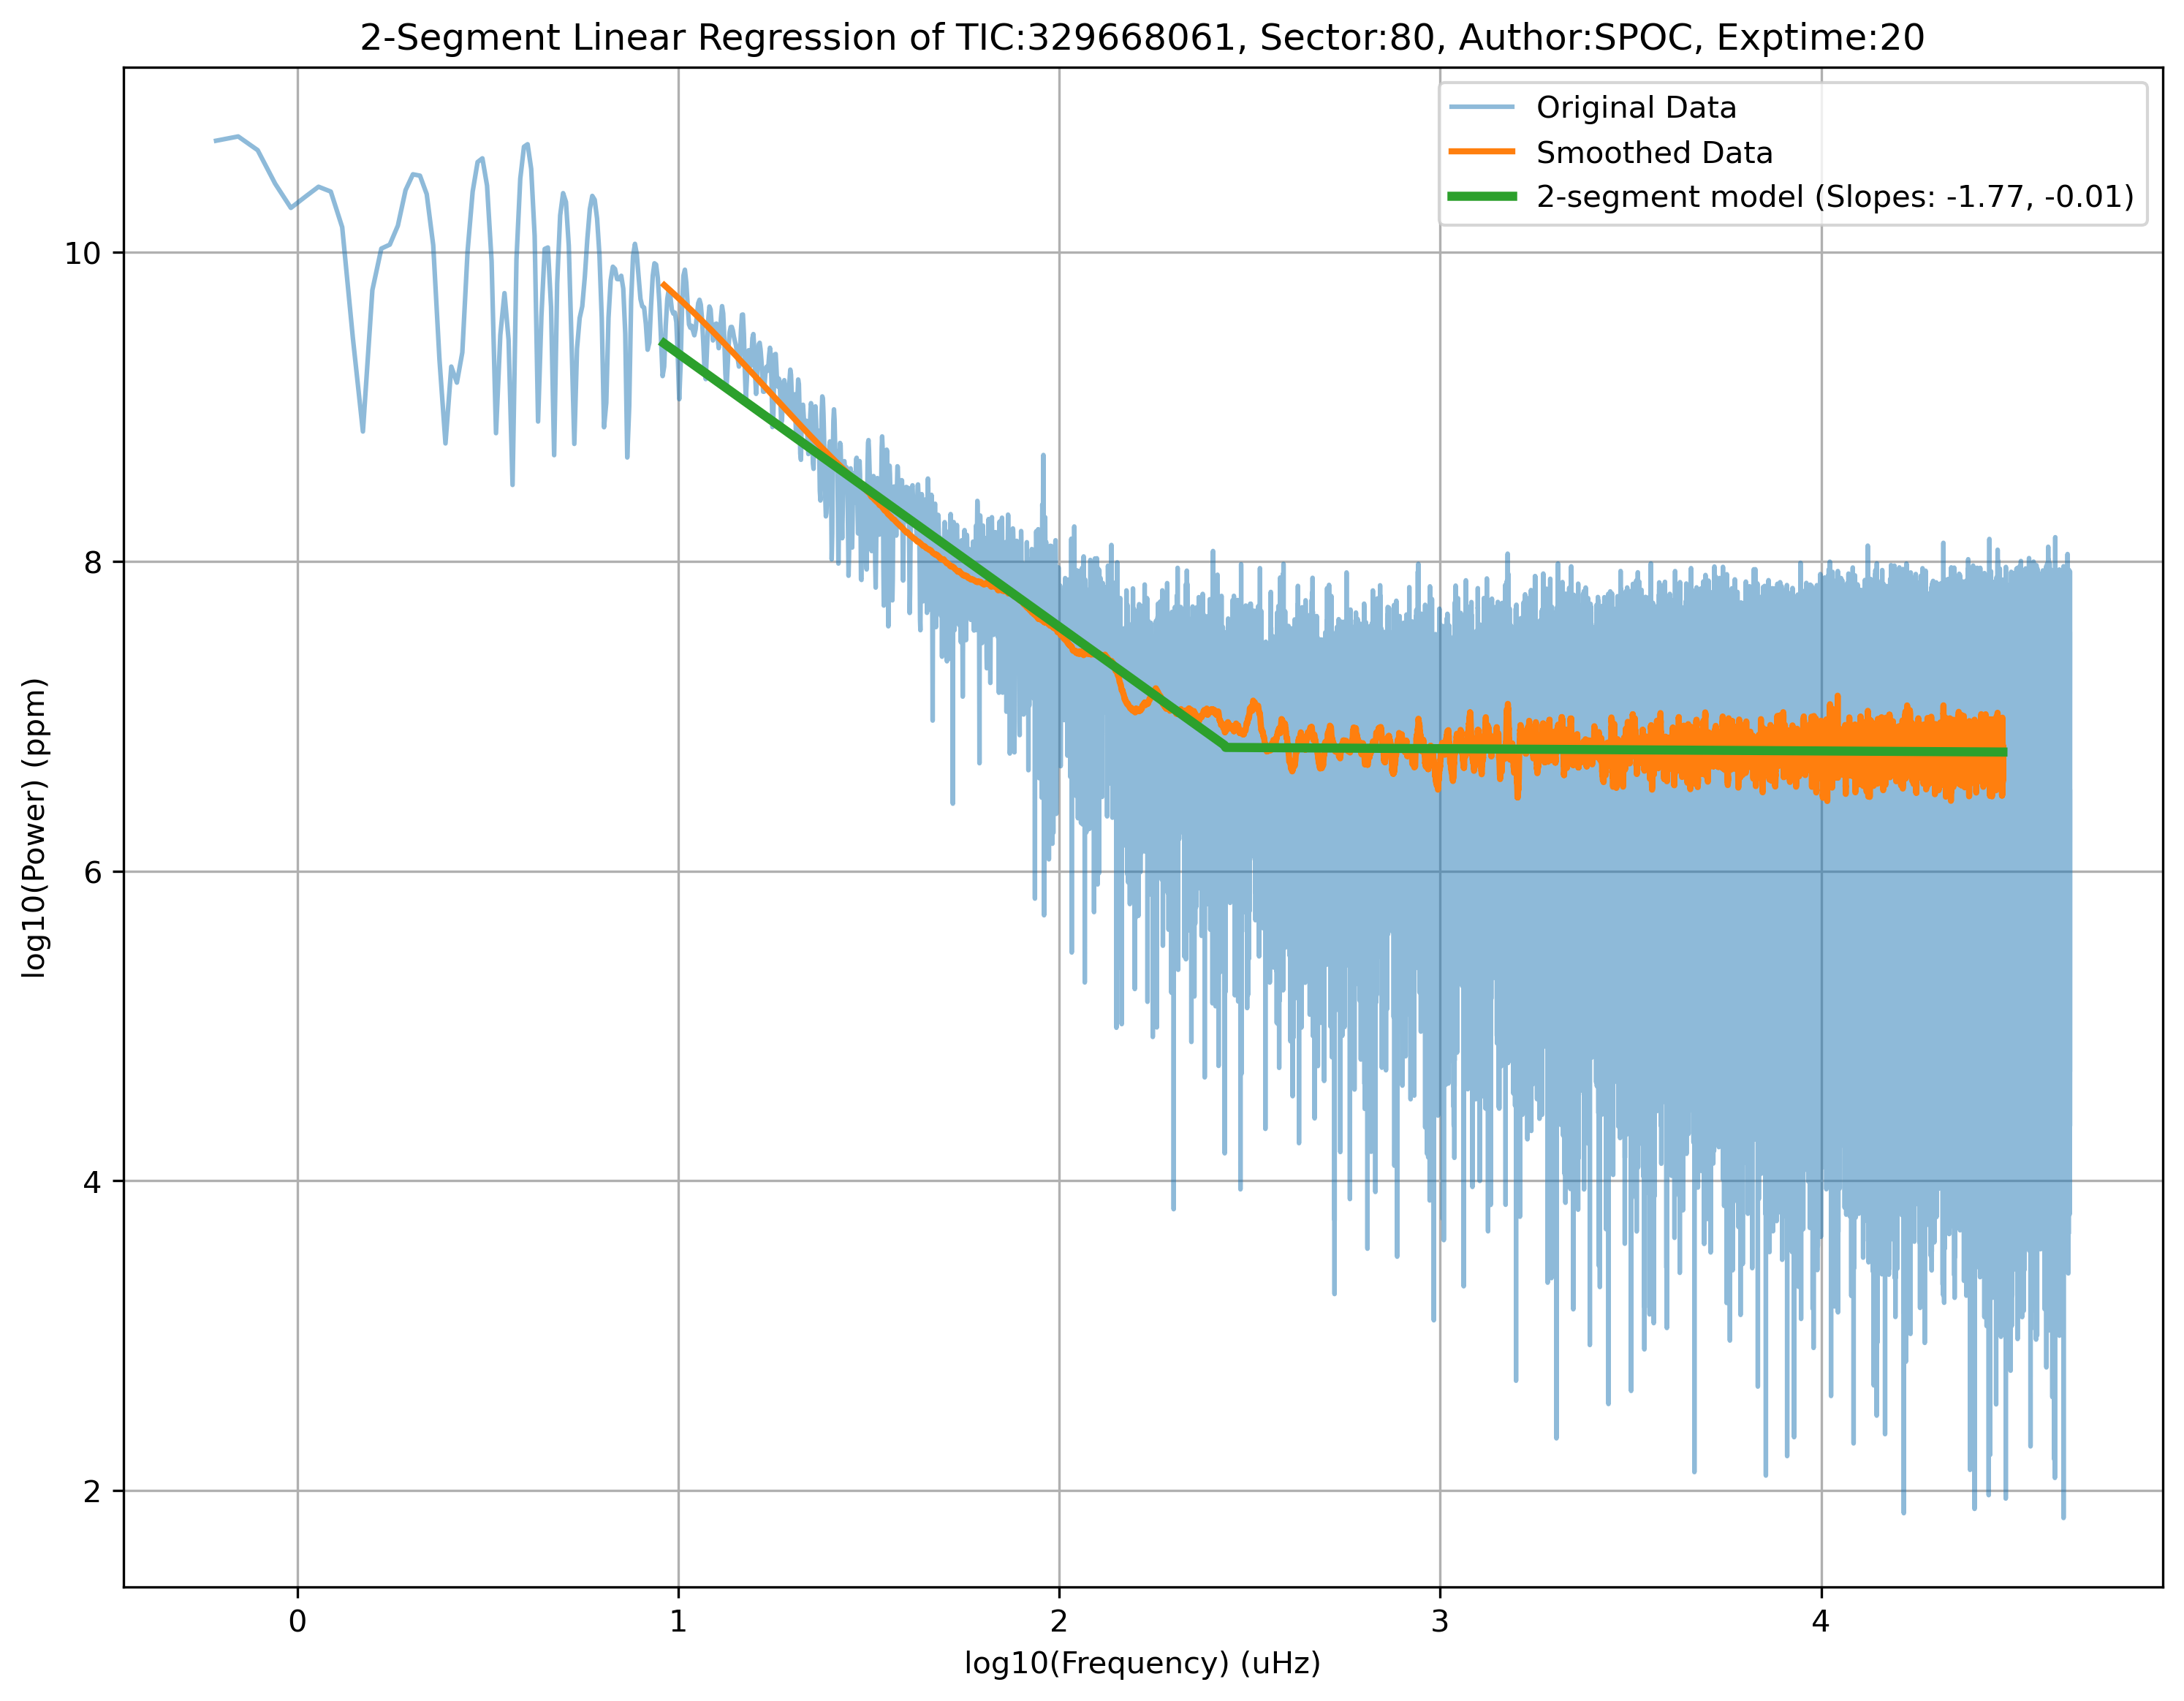 2-Segment Linear Regression of TIC:329668061, Sector:80, Author:SPOC, Exptime:20
Original Data
Smoothed Data
2-segment model (Slopes: -1.77, -0.01)
log10(Power) (ppm)
10
8
6
4
2
0 1 2 3 4
log10(Frequency) (uHz)